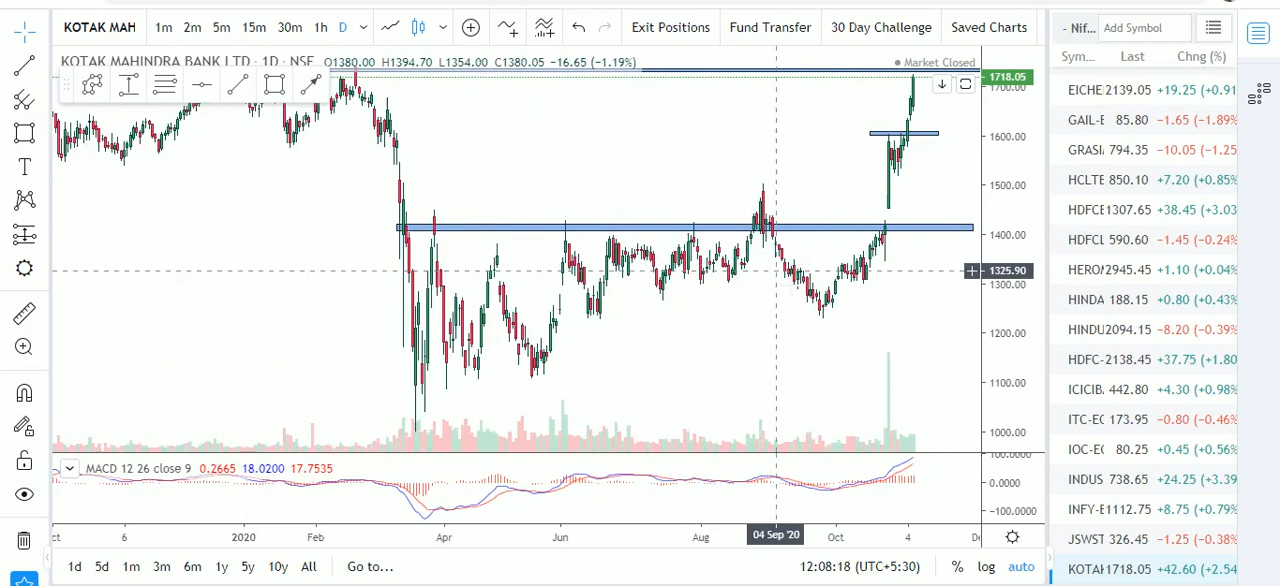 KOTAK MAH 1m 2m 5m 15m 30m 1h D Exit Positions Fund Transfer 30 Day Challenge Saved Charts
KOTAK MAHINDRA BANK LTD · 1D · NSE O1380.00 H1394.70 L1354.00 C1380.05 −16.65 (−1.19%) Market Closed
1718.05
1700.00
1600.00
1500.00
1400.00
1325.90
1300.00
1200.00
1100.00
1000.00
MACD 12 26 close 9 0.2665 18.0200 17.7535
100.0000
0.0000
−100.0000
ct 6 2020 Feb Apr Jun Aug 04 Sep '20 Oct 4 De
1d 5d 1m 3m 6m 1y 5y 10y All Go to... 12:08:18 (UTC+5:30) % log auto
- Nif... Add Symbol
Sym... Last Chng (%)
EICHE 2139.05 +19.25 (+0.91
GAIL-E 85.80 −1.65 (−1.89%
GRASI 794.35 −10.05 (−1.25
HCLTE 850.10 +7.20 (+0.85%
HDFCE 1307.65 +38.45 (+3.03
HDFCL 590.60 −1.45 (−0.24%
HERO 2945.45 +1.10 (+0.04%
HINDA 188.15 +0.80 (+0.43%
HINDU 2094.15 −8.20 (−0.39%
HDFC- 2138.45 +37.75 (+1.80
ICICIB 442.80 +4.30 (+0.98%
ITC-EC 173.95 −0.80 (−0.46%
IOC-EC 80.25 +0.45 (+0.56%
INDUS 738.65 +24.25 (+3.39
INFY-E 1112.75 +8.75 (+0.79%
JSWST 326.45 −1.25 (−0.38%
KOTAK 1718.05 +42.60 (+2.54